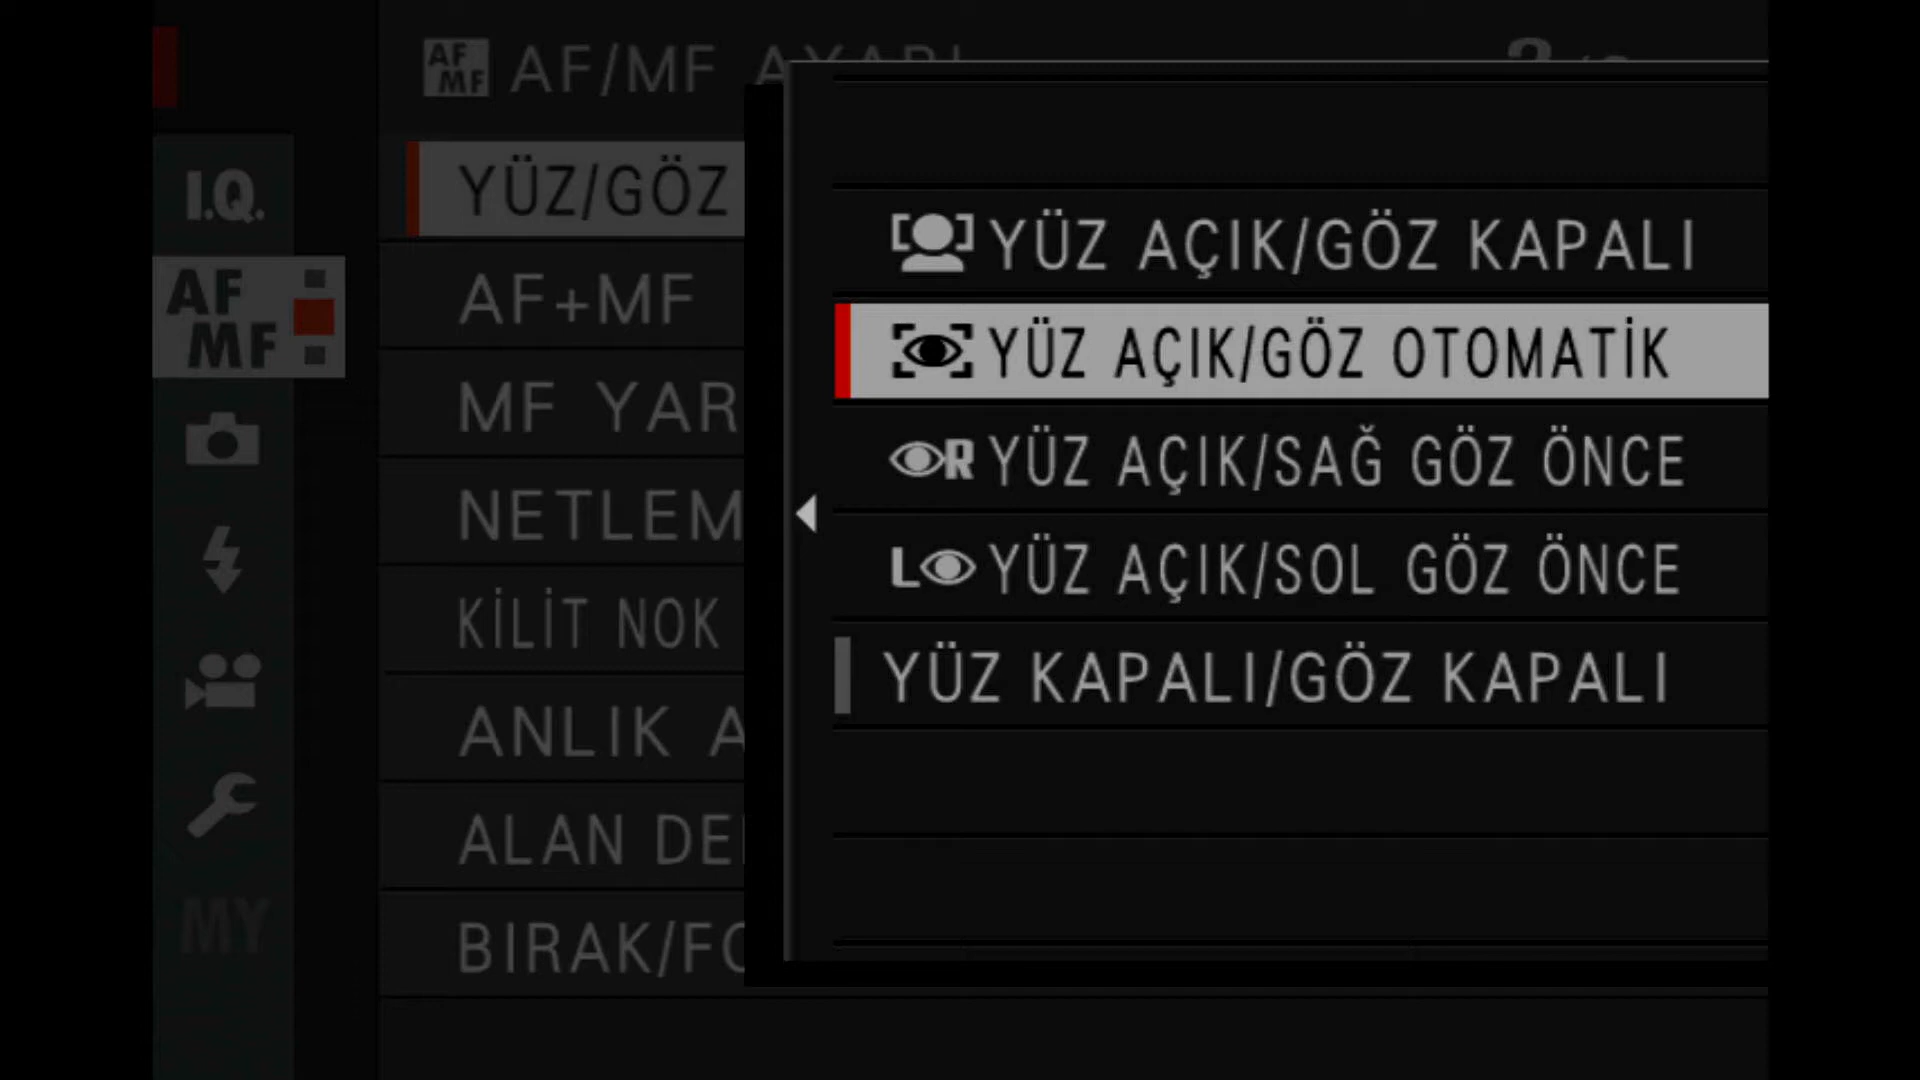 AF/MF AYARI
I.Q.
AF
MF
MY
YÜZ/GÖZ
AF+MF
MF YAR
NETLEM
KİLİT NOK
ANLIK A
ALAN DE
BIRAK/FO
YÜZ AÇIK/GÖZ KAPALI
YÜZ AÇIK/GÖZ OTOMATİK
R YÜZ AÇIK/SAĞ GÖZ ÖNCE
L YÜZ AÇIK/SOL GÖZ ÖNCE
YÜZ KAPALI/GÖZ KAPALI